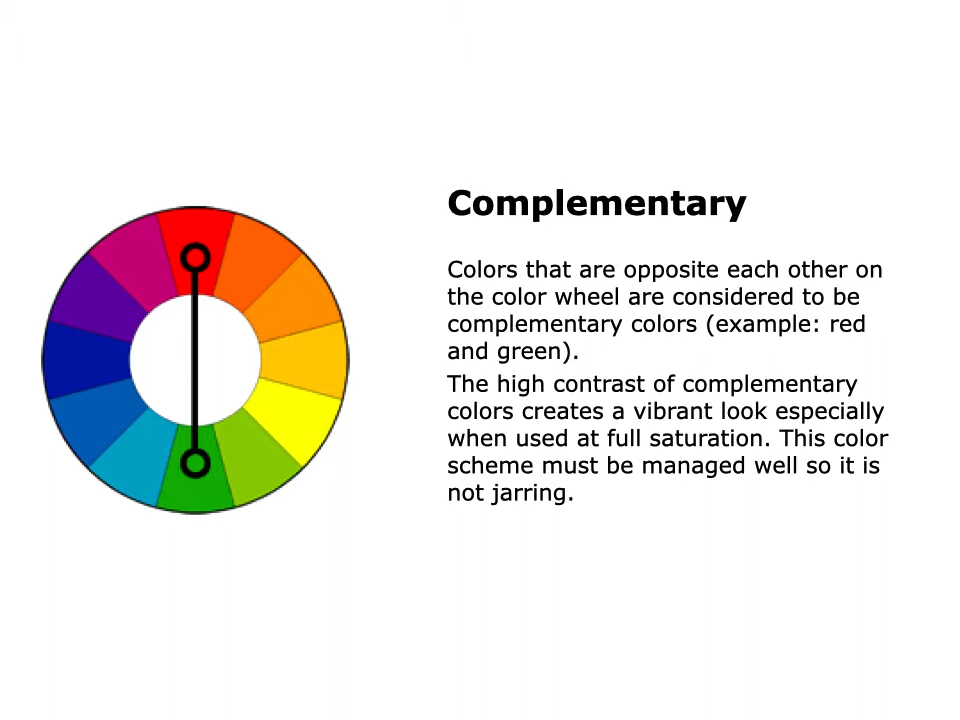 Complementary
Colors that are opposite each other on
the color wheel are considered to be
complementary colors (example: red
and green).
The high contrast of complementary
colors creates a vibrant look especially
when used at full saturation. This color
scheme must be managed well so it is
not jarring.